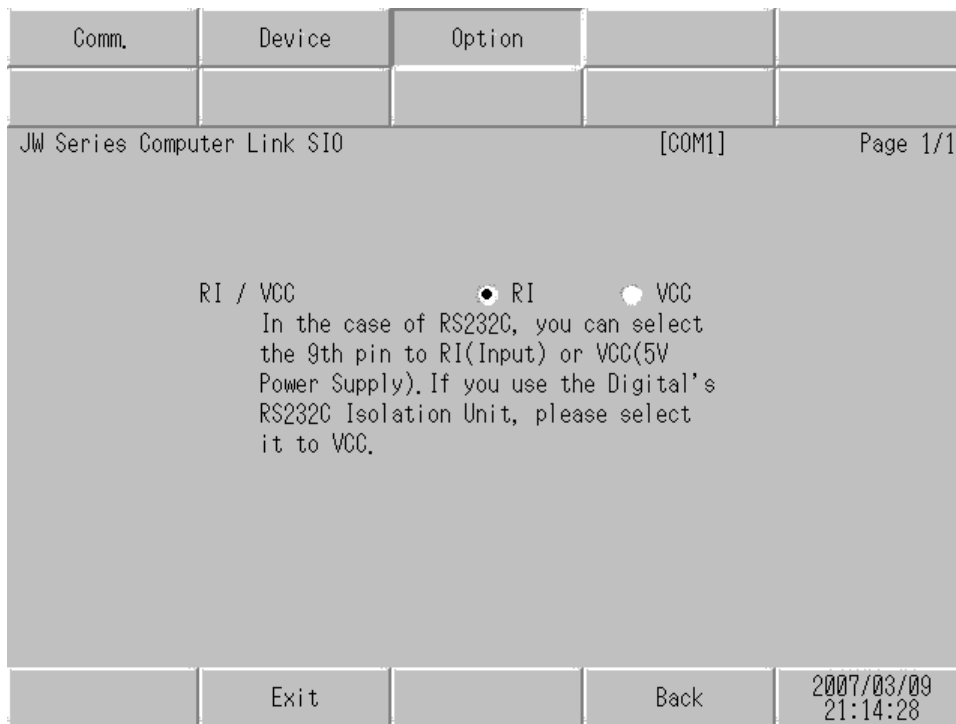 Comm. Device Option
JW Series Computer Link SIO [COM1] Page 1/1
RI / VCC RI VCC
In the case of RS232C, you can select
the 9th pin to RI(Input) or VCC(5V
Power Supply).If you use the Digital's
RS232C Isolation Unit, please select
it to VCC.
Exit Back 2007/03/09
21:14:28